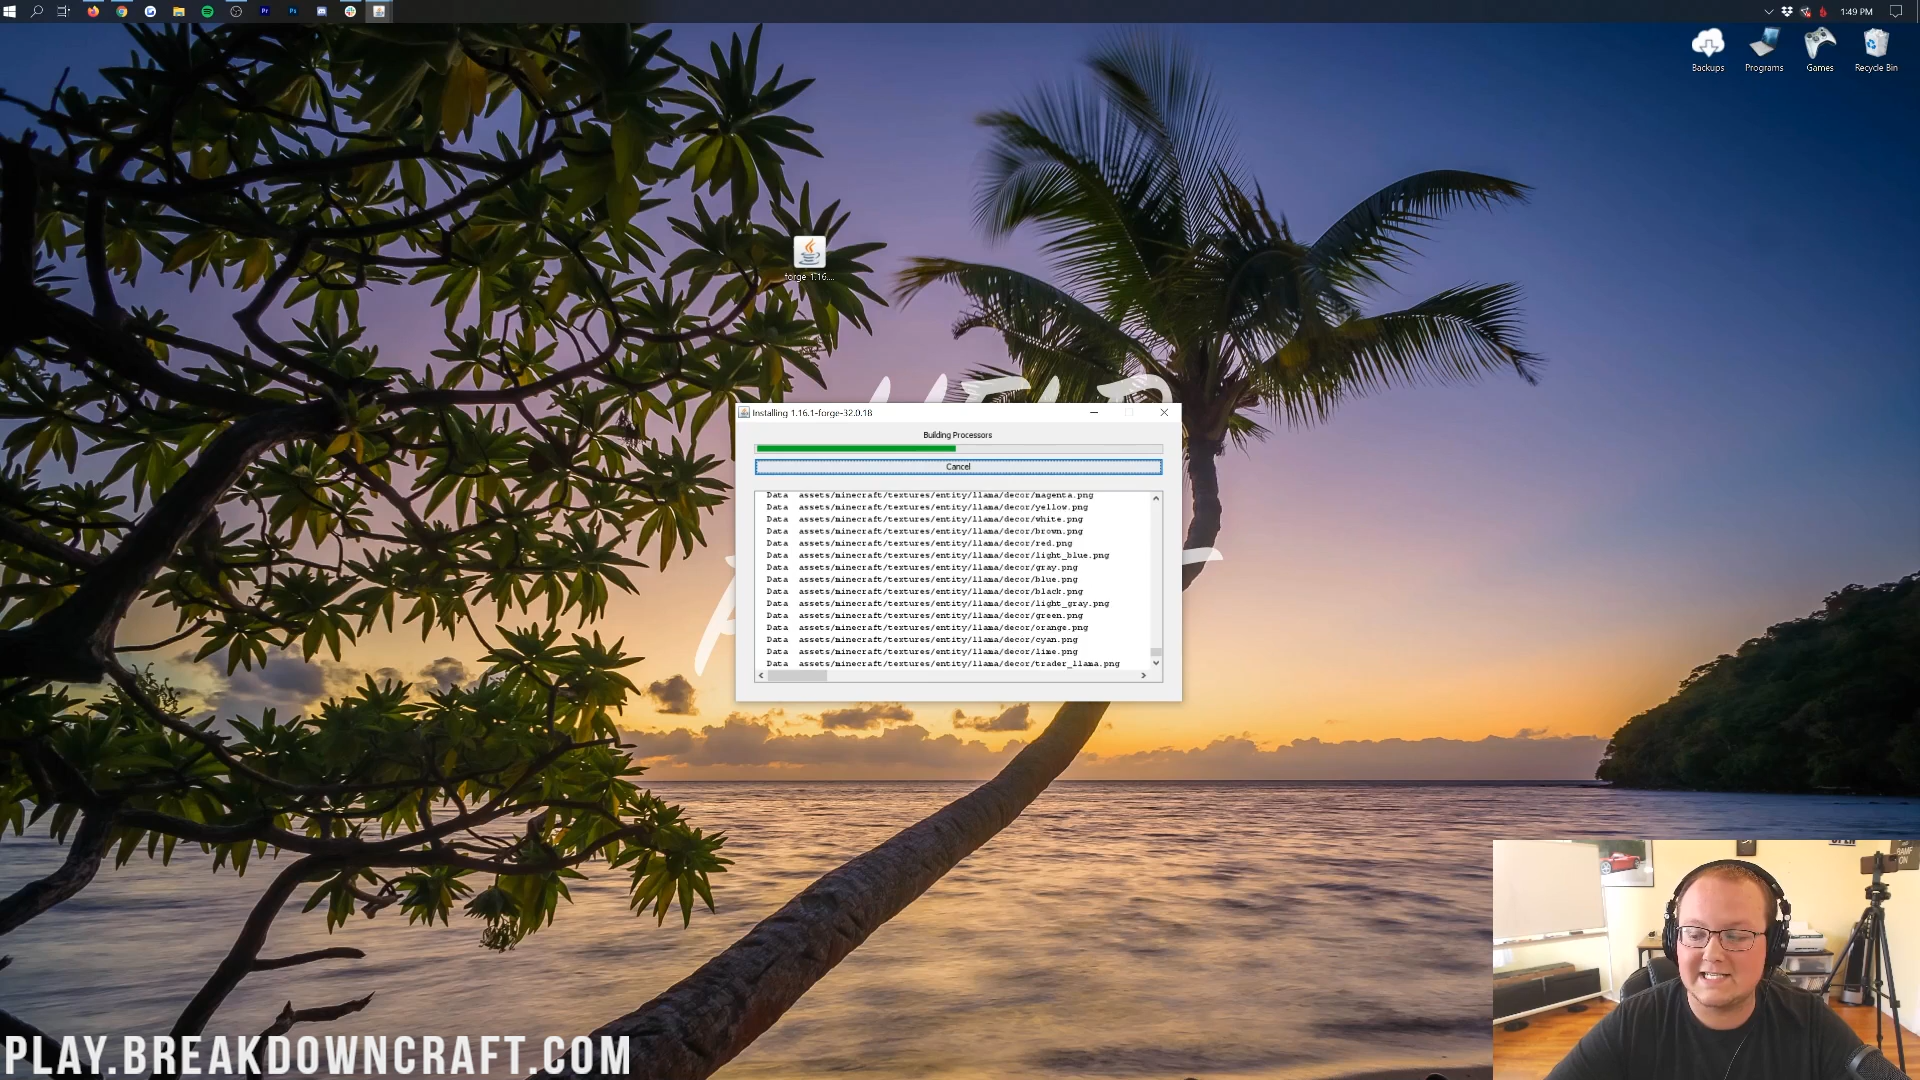 Pr
Ps
1:49 PM
Backups
Programs
Games
Recycle Bin
forge-1.16....
HELP
Installing 1.16.1-forge-32.0.18
Building Processors
Cancel
Data assets/minecraft/textures/entity/llama/decor/magenta.png
Data assets/minecraft/textures/entity/llama/decor/yellow.png
Data assets/minecraft/textures/entity/llama/decor/white.png
Data assets/minecraft/textures/entity/llama/decor/brown.png
Data assets/minecraft/textures/entity/llama/decor/red.png
Data assets/minecraft/textures/entity/llama/decor/light_blue.png
Data assets/minecraft/textures/entity/llama/decor/gray.png
Data assets/minecraft/textures/entity/llama/decor/blue.png
Data assets/minecraft/textures/entity/llama/decor/black.png
Data assets/minecraft/textures/entity/llama/decor/light_gray.png
Data assets/minecraft/textures/entity/llama/decor/green.png
Data assets/minecraft/textures/entity/llama/decor/orange.png
Data assets/minecraft/textures/entity/llama/decor/cyan.png
Data assets/minecraft/textures/entity/llama/decor/lime.png
Data assets/minecraft/textures/entity/llama/decor/trader_llama.png
OPEN
PLAY.BREAKDOWNCRAFT.COM